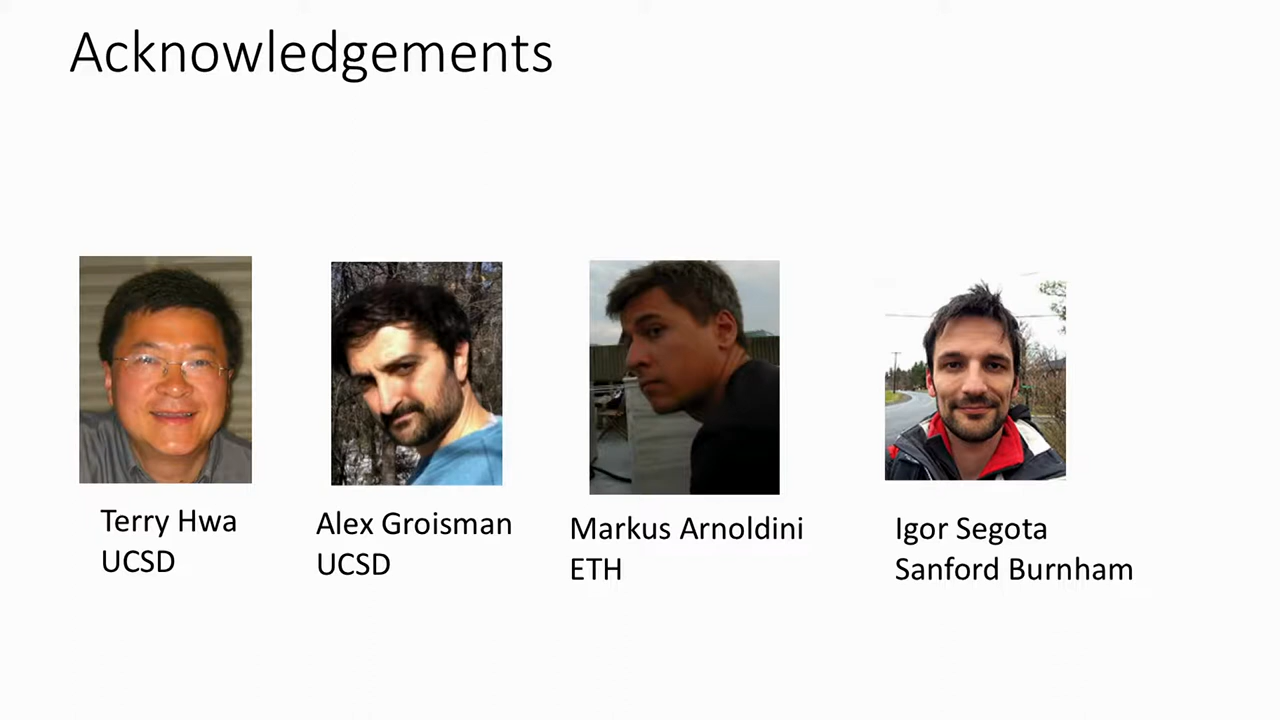 Acknowledgements
Terry Hwa
UCSD
Alex Groisman
UCSD
Markus Arnoldini
ETH
Igor Segota
Sanford Burnham